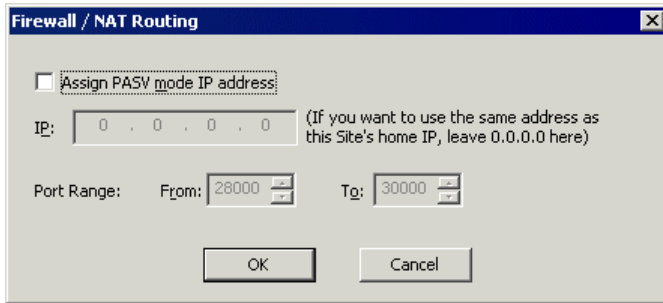 Firewall / NAT Routing
Assign PASV mode IP address
IP: 0 . 0 . 0 . 0 (If you want to use the same address as
this Site's home IP, leave 0.0.0.0 here)
Port Range: From: 28000 To: 30000
OK Cancel